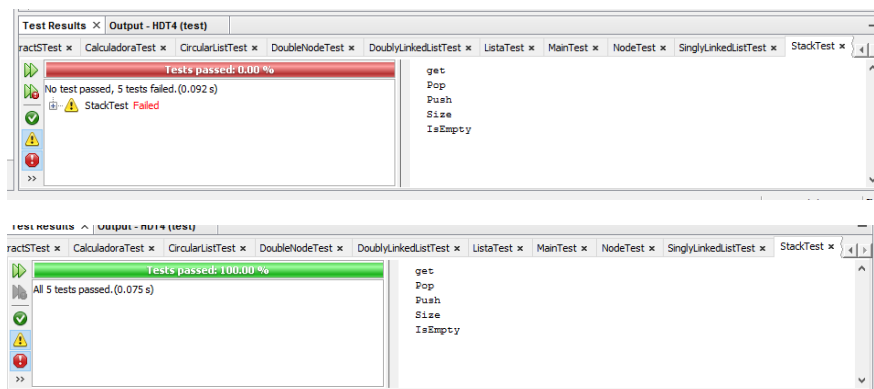 Test Results × Output - HDT4 (test)
ractSTest × CalculadoraTest × CircularListTest × DoubleNodeTest × DoublyLinkedListTest × ListaTest × MainTest × NodeTest × SinglyLinkedListTest × StackTest ×
Tests passed: 0.00 %
No test passed, 5 tests failed.(0.092 s)
StackTest Failed
>>
get
Pop
Push
Size
IsEmpty
Test Results × Output - HDT4 (test)
ractSTest × CalculadoraTest × CircularListTest × DoubleNodeTest × DoublyLinkedListTest × ListaTest × MainTest × NodeTest × SinglyLinkedListTest × StackTest ×
Tests passed: 100.00 %
All 5 tests passed.(0.075 s)
>>
get
Pop
Push
Size
IsEmpty